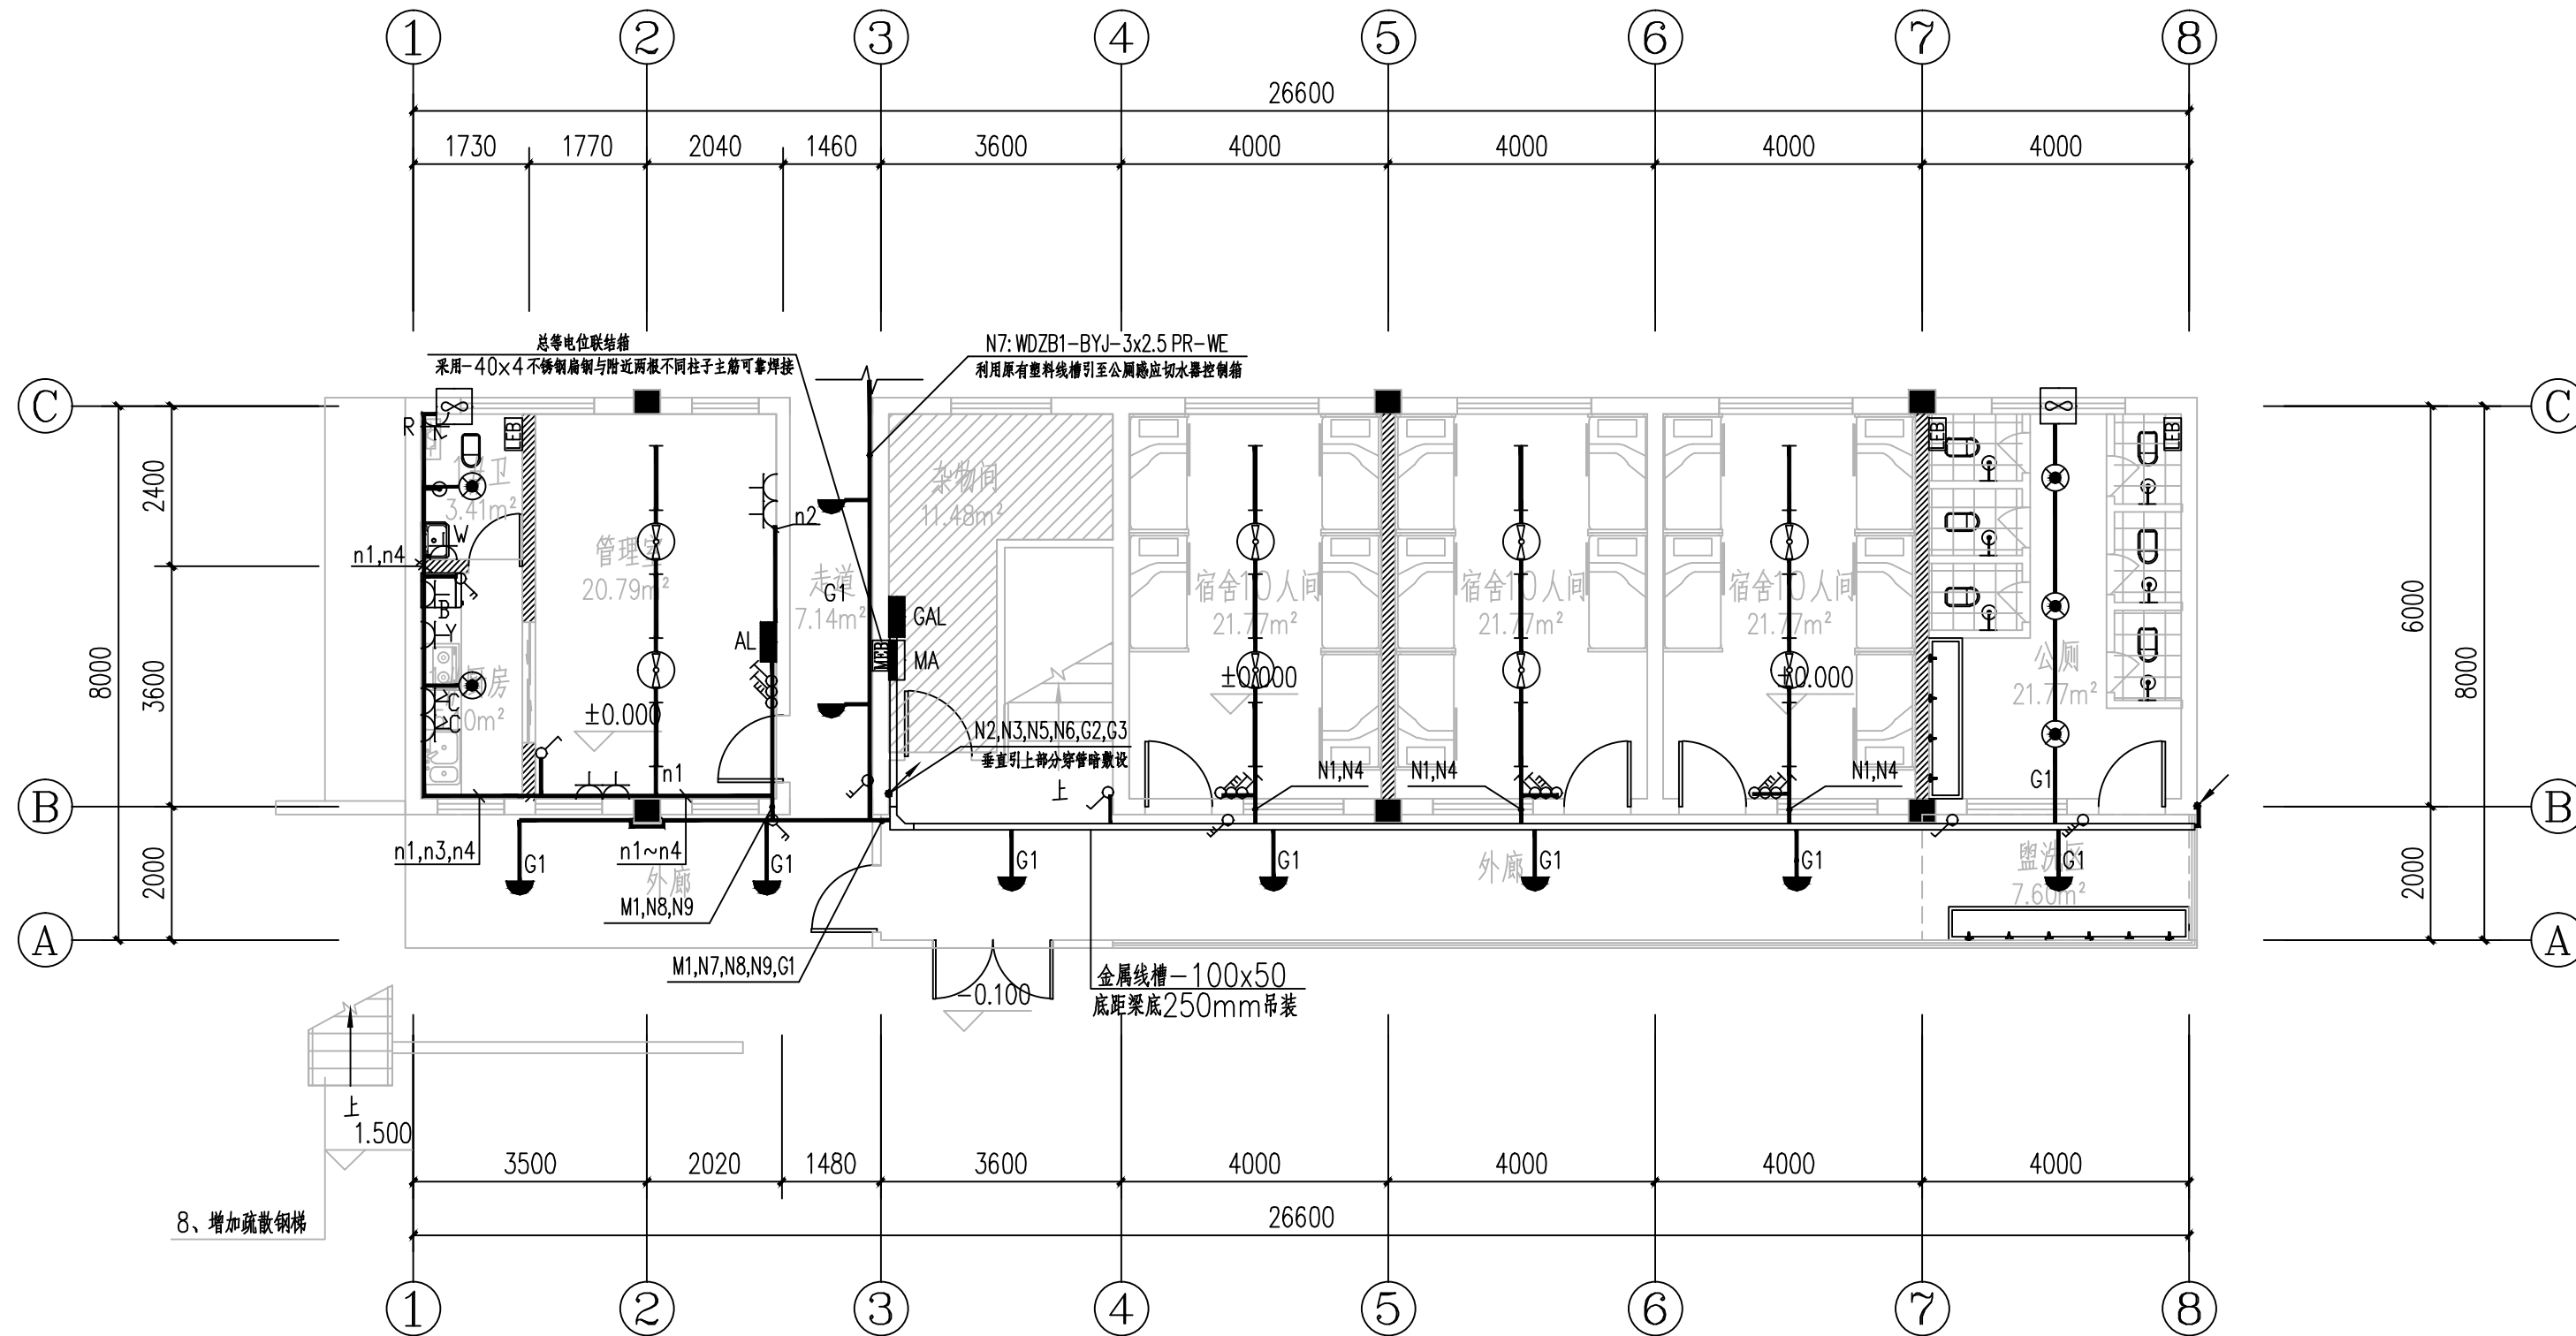 1 2 3 4 5 6 7 8
26600
1730 1770 2040 1460 3600 4000 4000 4000 4000
总等电位联结箱
采用-40x4不锈钢扁钢与附近两根不同柱子主筋可靠焊接
N7: WDZB1-BYJ-3x2.5 PR-WE
利用原有塑料线槽引至公厕感应切水器控制箱
C C
R
LEB LEB LEB
卫
3.41m²
杂物间
11.48m²
2400
n2
W
n1,n4
管理室
20.79m²
走道
7.14m²
G1
宿舍10人间
21.77m²
宿舍10人间
21.77m²
宿舍10人间
21.77m²
B
Y
AL
GAL
MEB
MA
8000
3600
6000
8000
厨房
C
C
公厕
21.77m²
±0.000 ±0.000 ±0.000
N2,N3,N5,N6,G2,G3
垂直引上部分穿管暗敷设
n1
上
N1,N4 N1,N4 N1,N4
G1
B B
n1,n3,n4
n1~n4
G1 G1 G1 G1 G1 G1 G1
2000
外廊
外廊
盥洗区
7.60m²
2000
M1,N8,N9
A A
M1,N7,N8,N9,G1
-0.100
金属线槽-100x50
底距梁底250mm吊装
上
1.500
3500 2020 1480 3600 4000 4000 4000 4000
8、增加疏散钢梯
26600
1 2 3 4 5 6 7 8